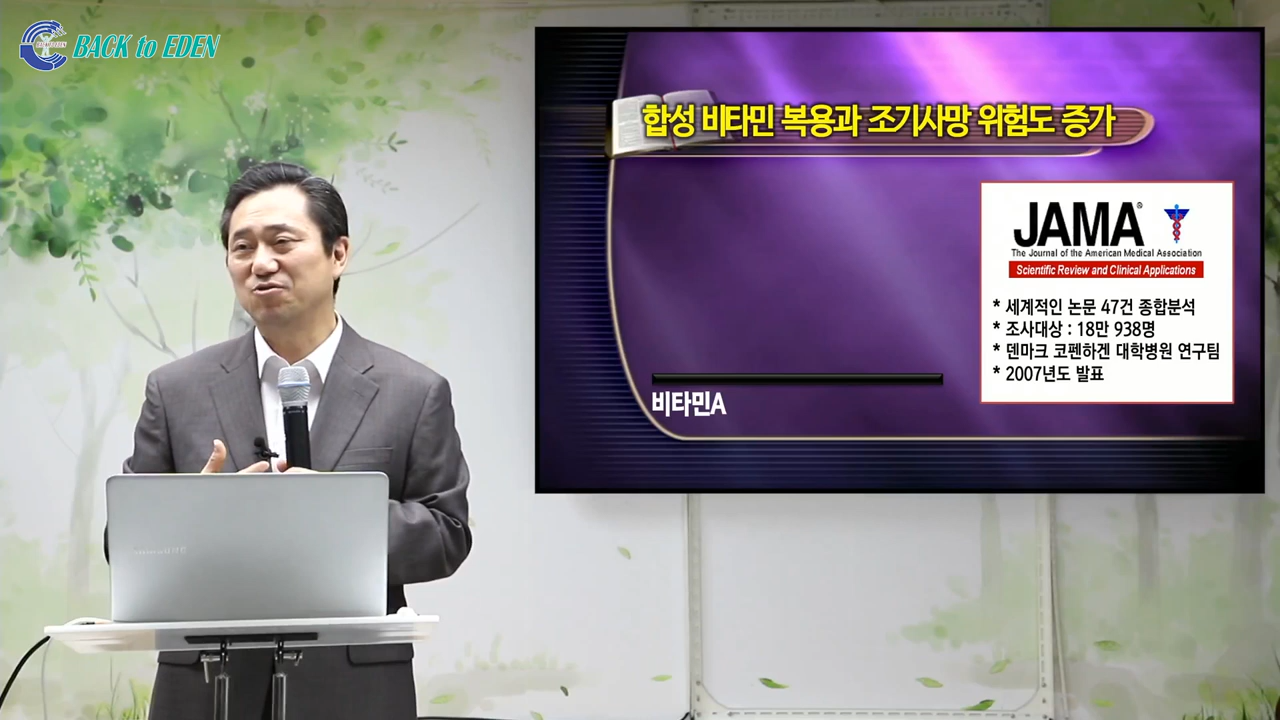 BACK to EDEN
합성 비타민 복용과 조기사망 위험도 증가
JAMA®
The Journal of the American Medical Association
Scientific Review and Clinical Applications
* 세계적인 논문 47건 종합분석
* 조사대상 : 18만 938명
* 덴마크 코펜하겐 대학병원 연구팀
* 2007년도 발표
비타민A